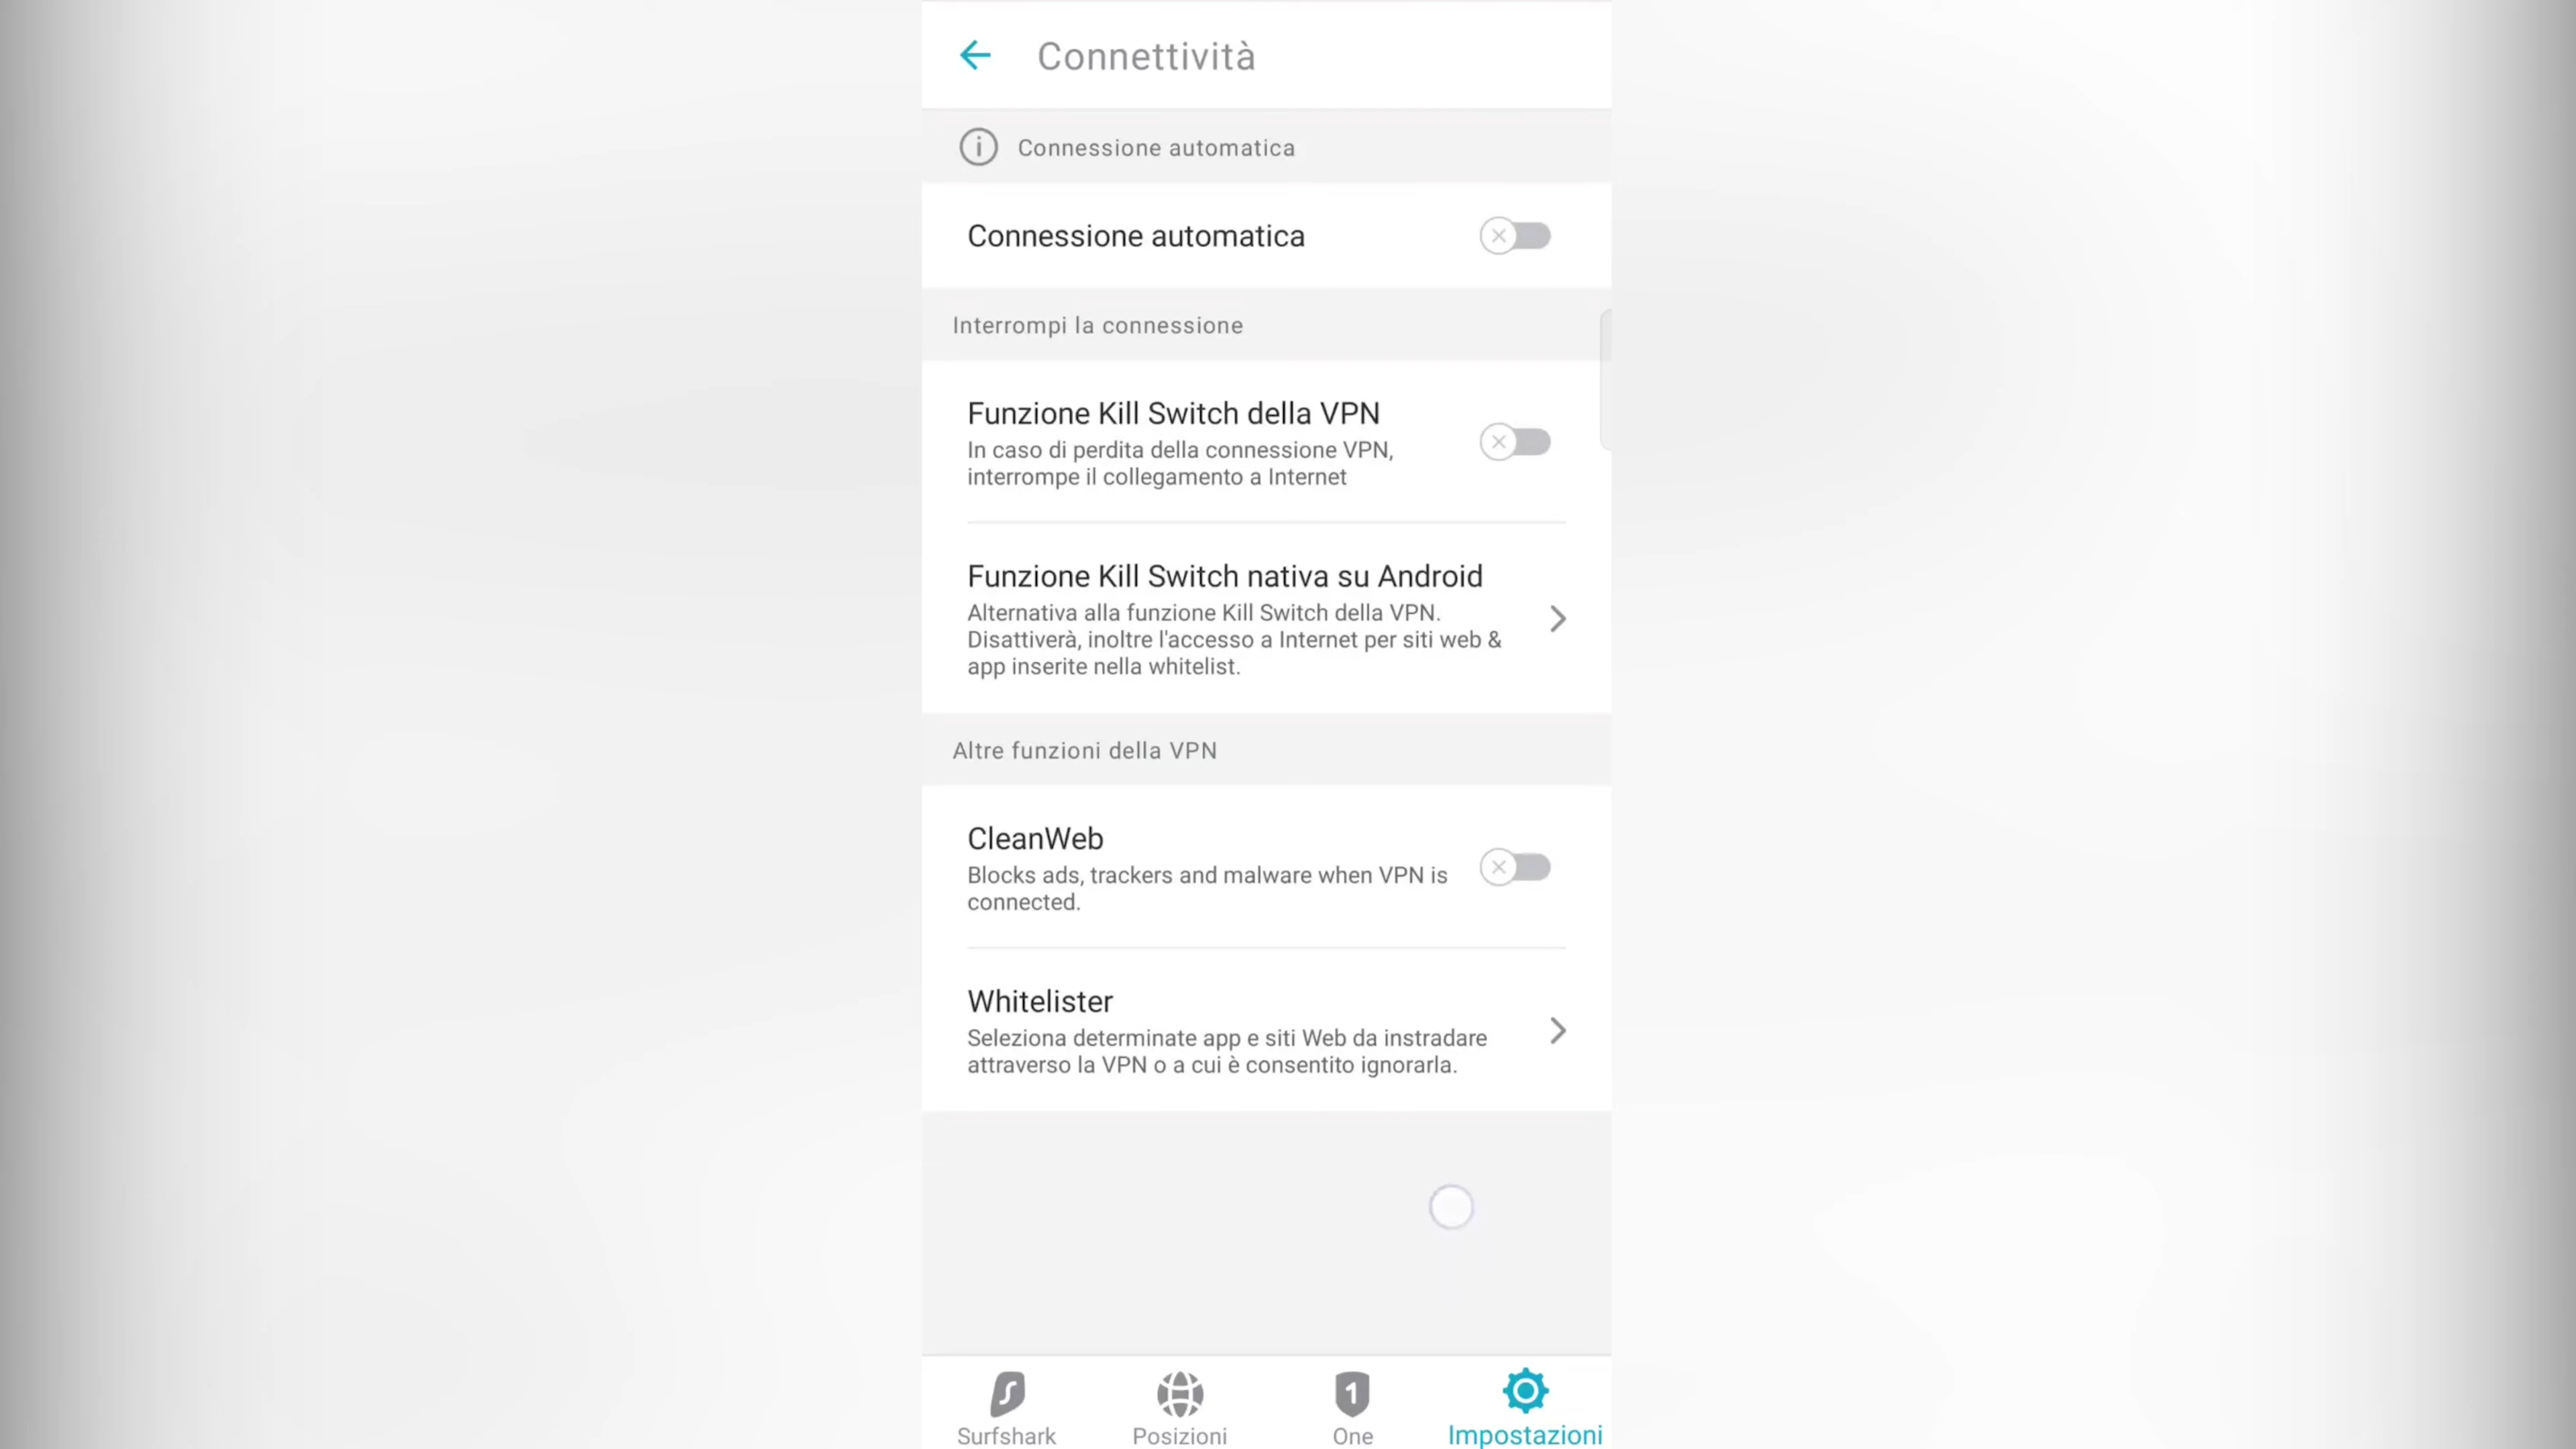 Connettività
Connessione automatica
Connessione automatica
Interrompi la connessione
Funzione Kill Switch della VPN
In caso di perdita della connessione VPN,
interrompe il collegamento a Internet
Funzione Kill Switch nativa su Android
Alternativa alla funzione Kill Switch della VPN.
Disattiverà, inoltre l'accesso a Internet per siti web &
app inserite nella whitelist.
Altre funzioni della VPN
CleanWeb
Blocks ads, trackers and malware when VPN is
connected.
Whitelister
Seleziona determinate app e siti Web da instradare
attraverso la VPN o a cui è consentito ignorarla.
Surfshark Posizioni One Impostazioni